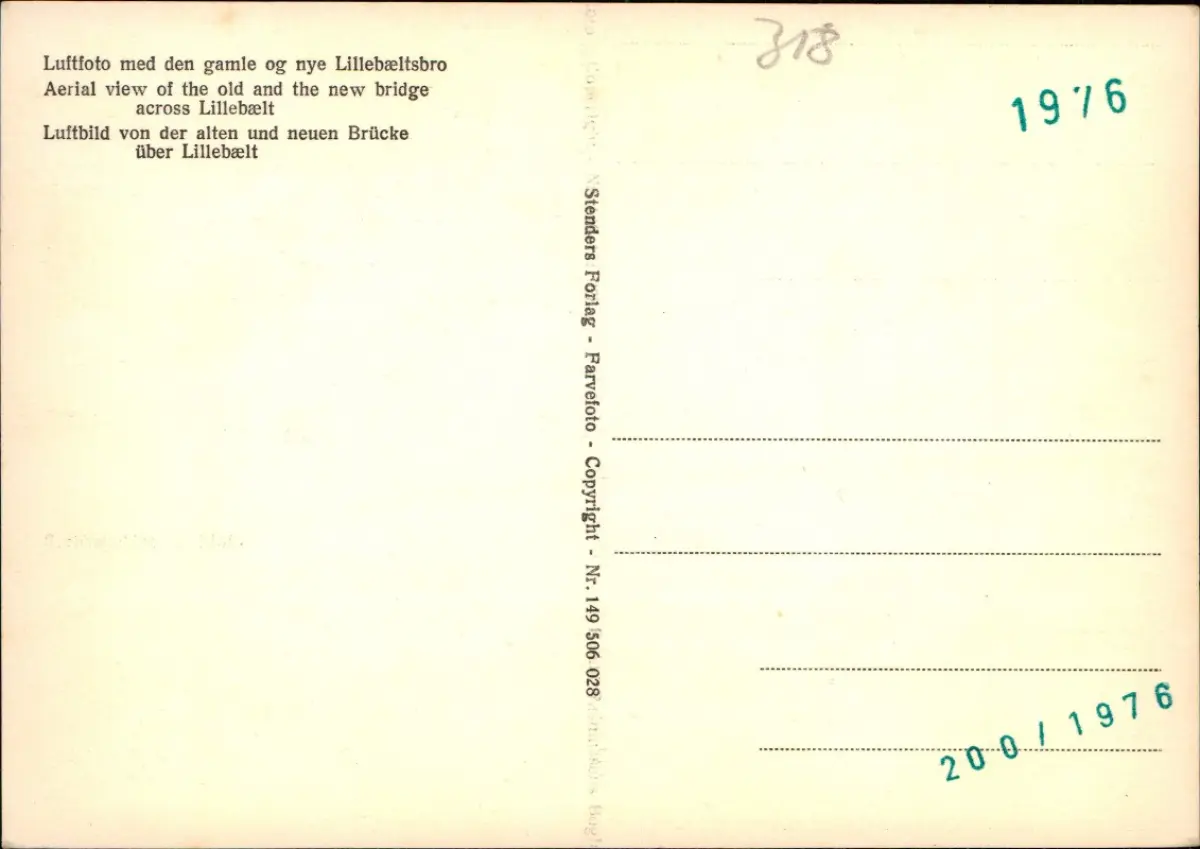 Luftfoto med den gamle og nye Lillebæltsbro
Aerial view of the old and the new bridge
across Lillebælt
Luftbild von der alten und neuen Brücke
über Lillebælt
318
1976
Stenders Forlag - Farvefoto - Copyright - Nr. 149 506 028
200/1976